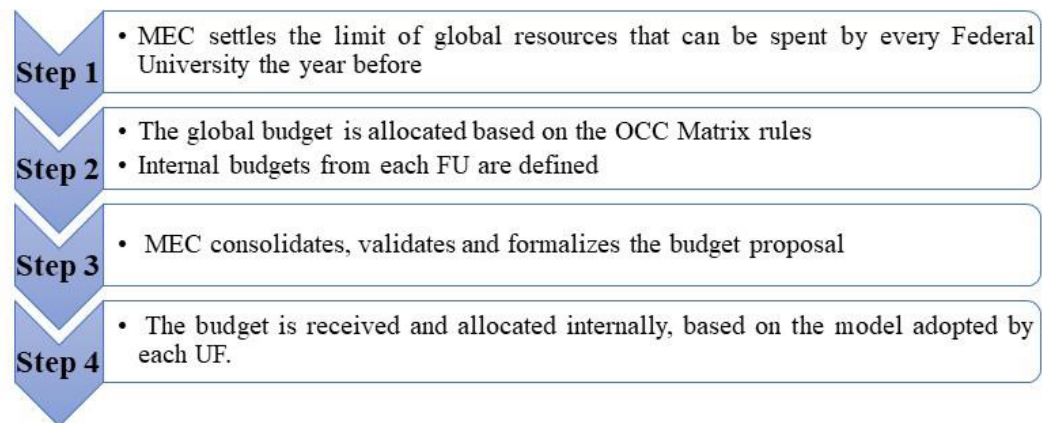 Step 1
• MEC settles the limit of global resources that can be spent by every Federal
University the year before
Step 2
• The global budget is allocated based on the OCC Matrix rules
• Internal budgets from each FU are defined
Step 3
• MEC consolidates, validates and formalizes the budget proposal
Step 4
• The budget is received and allocated internally, based on the model adopted by
each UF.